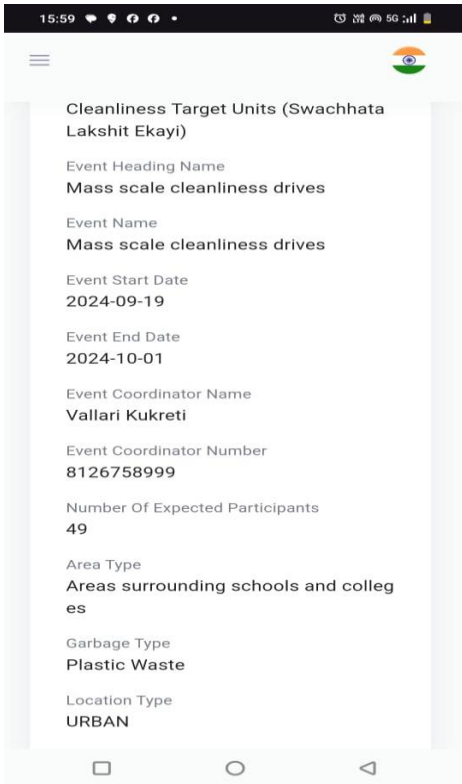 15:59
5G
Cleanliness Target Units (Swachhata
Lakshit Ekayi)
Event Heading Name
Mass scale cleanliness drives
Event Name
Mass scale cleanliness drives
Event Start Date
2024-09-19
Event End Date
2024-10-01
Event Coordinator Name
Vallari Kukreti
Event Coordinator Number
8126758999
Number Of Expected Participants
49
Area Type
Areas surrounding schools and colleg
es
Garbage Type
Plastic Waste
Location Type
URBAN